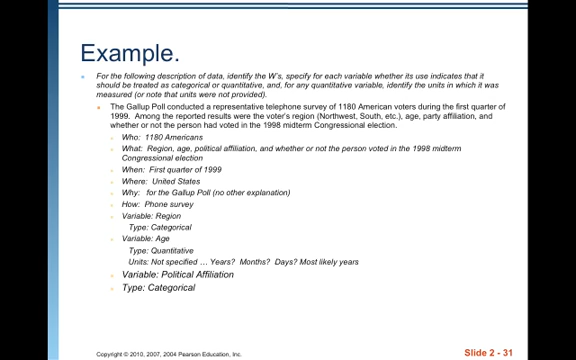 Example.
For the following description of data, identify the W's, specify for each variable whether its use indicates that it
should be treated as categorical or quantitative, and, for any quantitative variable, identify the units in which it was
measured (or note that units were not provided).
The Gallup Poll conducted a representative telephone survey of 1180 American voters during the first quarter of
1999. Among the reported results were the voter's region (Northwest, South, etc.), age, party affiliation, and
whether or not the person had voted in the 1998 midterm Congressional election.
Who: 1180 Americans
What: Region, age, political affiliation, and whether or not the person voted in the 1998 midterm
Congressional election
When: First quarter of 1999
Where: United States
Why: for the Gallup Poll (no other explanation)
How: Phone survey
Variable: Region
Type: Categorical
Variable: Age
Type: Quantitative
Units: Not specified … Years? Months? Days? Most likely years
Variable: Political Affiliation
Type: Categorical
Copyright © 2010, 2007, 2004 Pearson Education, Inc.
Slide 2 - 31